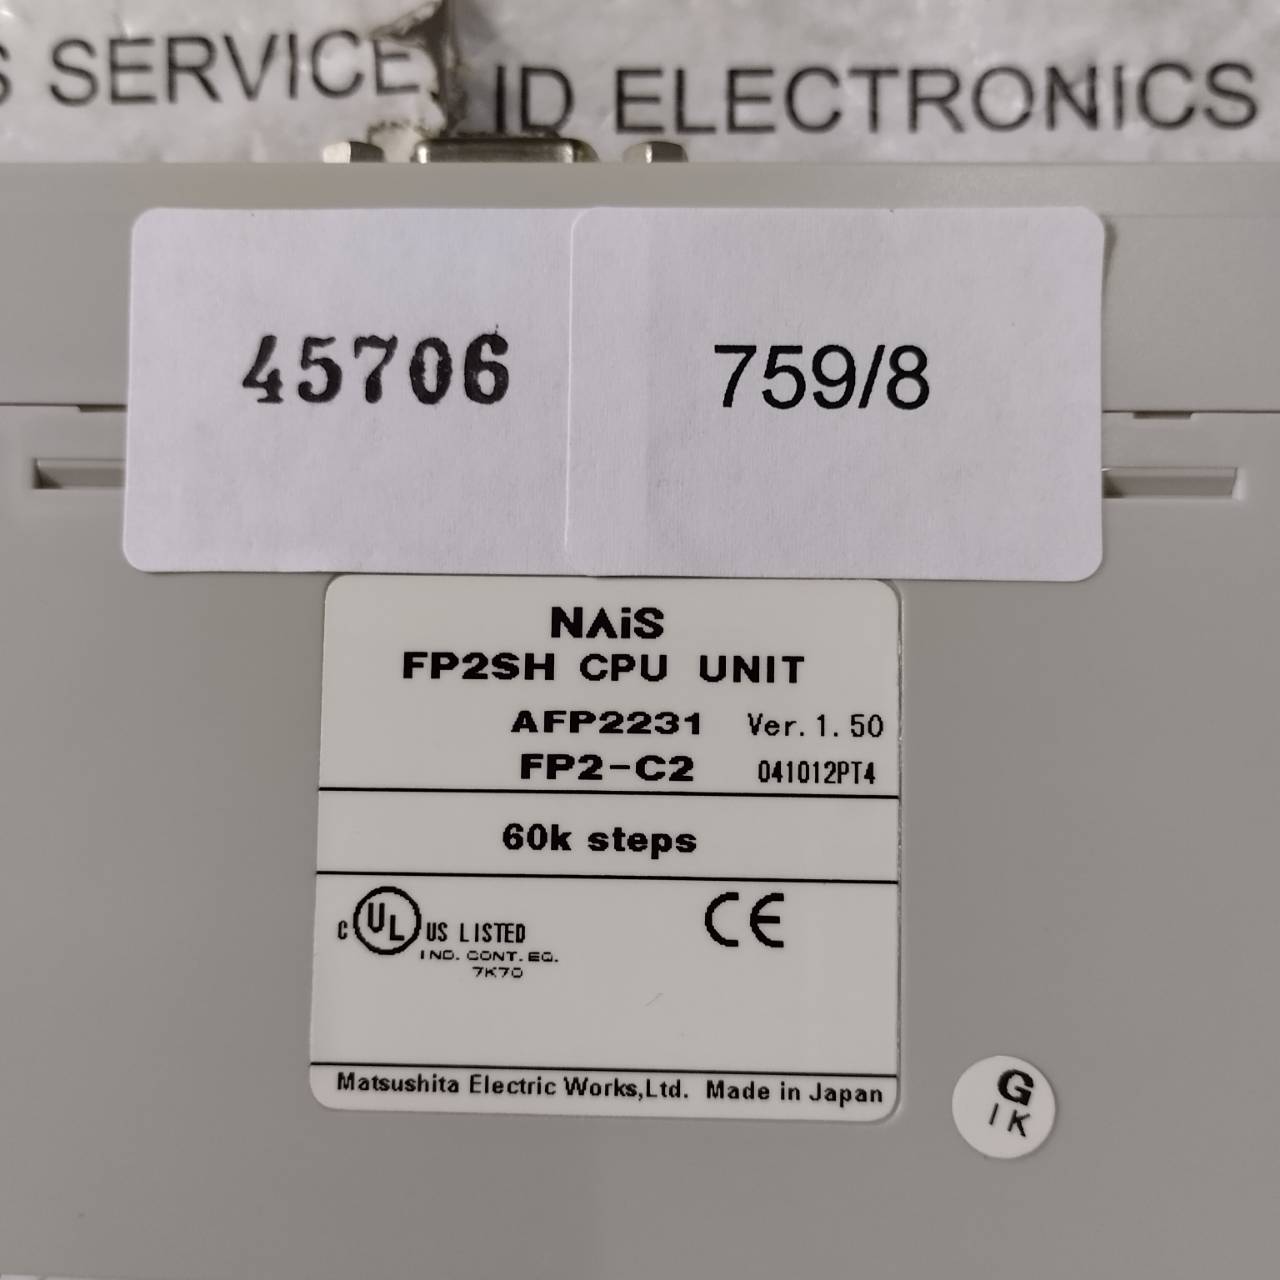 S SERVICE, ID ELECTRONICS
45706
759/8
NAiS
FP2SH CPU UNIT
AFP2231 Ver.1.50
FP2-C2 041012PT4
60k steps
C UL US LISTED CE
IND. CONT. EQ.
7K70
Matsushita Electric Works,Ltd. Made in Japan
G
IK